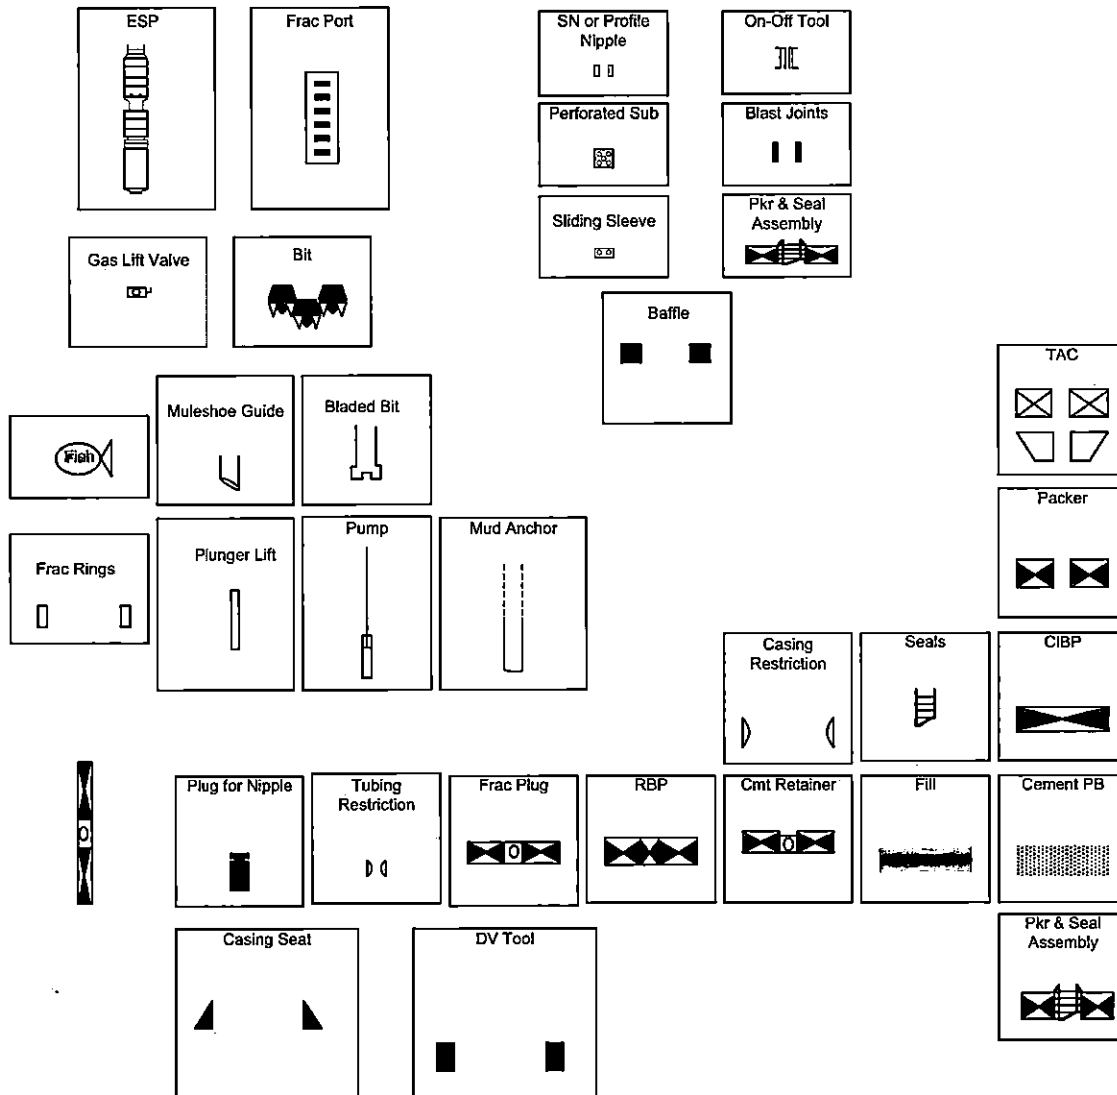 ESP
Frac Port
SN or Profile
Nipple
On-Off Tool
Perforated Sub
Blast Joints
Sliding Sleeve
Pkr & Seal
Assembly
Gas Lift Valve
Bit
Baffle
TAC
Muleshoe Guide
Bladed Bit
Fish
Packer
Frac Rings
Plunger Lift
Pump
Mud Anchor
Casing
Restriction
Seals
CIBP
Plug for Nipple
Tubing
Restriction
Frac Plug
RBP
Cmt Retainer
Fill
Cement PB
Casing Seat
DV Tool
Pkr & Seal
Assembly